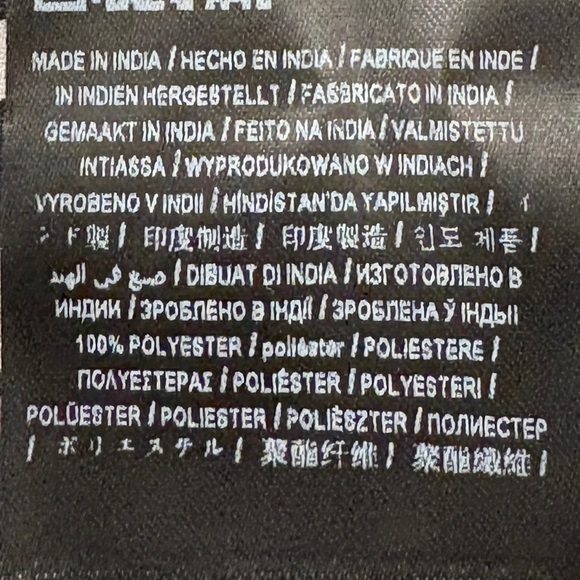 MADE IN INDIA / HECHO EN INDIA / FABRIQUE EN INDE /
IN INDIEN HERGESTELLT / FABBRICATO IN INDIA /
GEMAAKT IN INDIA / FEITO NA INDIA / VALMISTETTU
INTIASSA / WYPRODUKOWANO W INDIACH /
VYROBENO V INDII / HİNDİSTAN'DA YAPILMIŞTIR /
ド製 / 印度制造 / 印度製造 / 인도 제품 /
صنع في الهند / DIBUAT DI INDIA / ИЗГОТОВЛЕНО В
ИНДИИ / ЗРОБЛЕНО В ІНДІЇ / ЗРОБЛЕНА Ў ІНДЫІ
100% POLYESTER / poliéster / POLIESTERE /
ΠΟΛΥΕΣΤΕΡΑΣ / POLIÉSTER / POLYESTERI /
POLÜESTER / POLIESTER / POLIÉSZTER / ПОЛИЕСТЕР
/ ポリエステル / 聚酯纤维 / 聚酯纖維 /